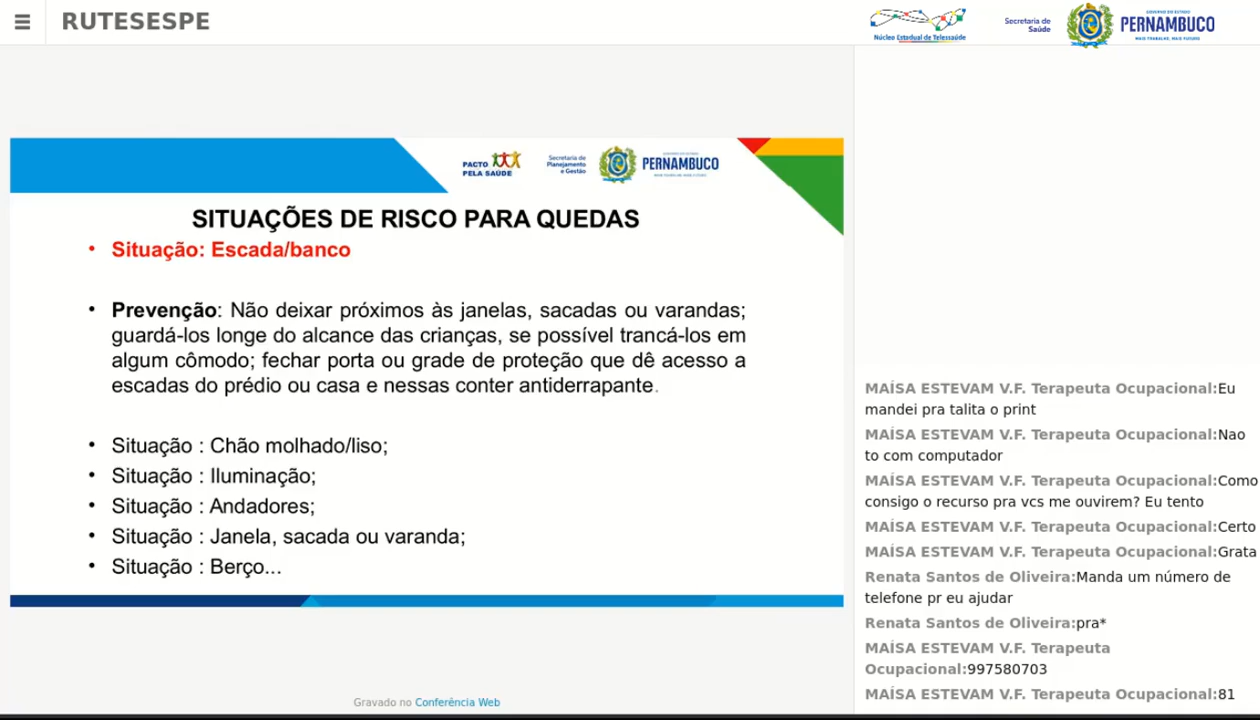 RUTESESPE
Núcleo Estadual de Telessaúde
Secretaria de
Saúde
GOVERNO DO ESTADO
PERNAMBUCO
MAIS TRABALHO, MAIS FUTURO
PACTO
PELA SAÚDE
Secretaria de
Planejamento
e Gestão
PERNAMBUCO
SITUAÇÕES DE RISCO PARA QUEDAS
• Situação: Escada/banco
• Prevenção: Não deixar próximos às janelas, sacadas ou varandas;
guardá-los longe do alcance das crianças, se possível trancá-los em
algum cômodo; fechar porta ou grade de proteção que dê acesso a
escadas do prédio ou casa e nessas conter antiderrapante.
• Situação : Chão molhado/liso;
• Situação : Iluminação;
• Situação : Andadores;
• Situação : Janela, sacada ou varanda;
• Situação : Berço...
Gravado no Conferência Web
MAÍSA ESTEVAM V.F. Terapeuta Ocupacional:Eu
mandei pra talita o print
MAÍSA ESTEVAM V.F. Terapeuta Ocupacional:Nao
to com computador
MAÍSA ESTEVAM V.F. Terapeuta Ocupacional:Como
consigo o recurso pra vcs me ouvirem? Eu tento
MAÍSA ESTEVAM V.F. Terapeuta Ocupacional:Certo
MAÍSA ESTEVAM V.F. Terapeuta Ocupacional:Grata
Renata Santos de Oliveira:Manda um número de
telefone pr eu ajudar
Renata Santos de Oliveira:pra*
MAÍSA ESTEVAM V.F. Terapeuta
Ocupacional:997580703
MAÍSA ESTEVAM V.F. Terapeuta Ocupacional:81